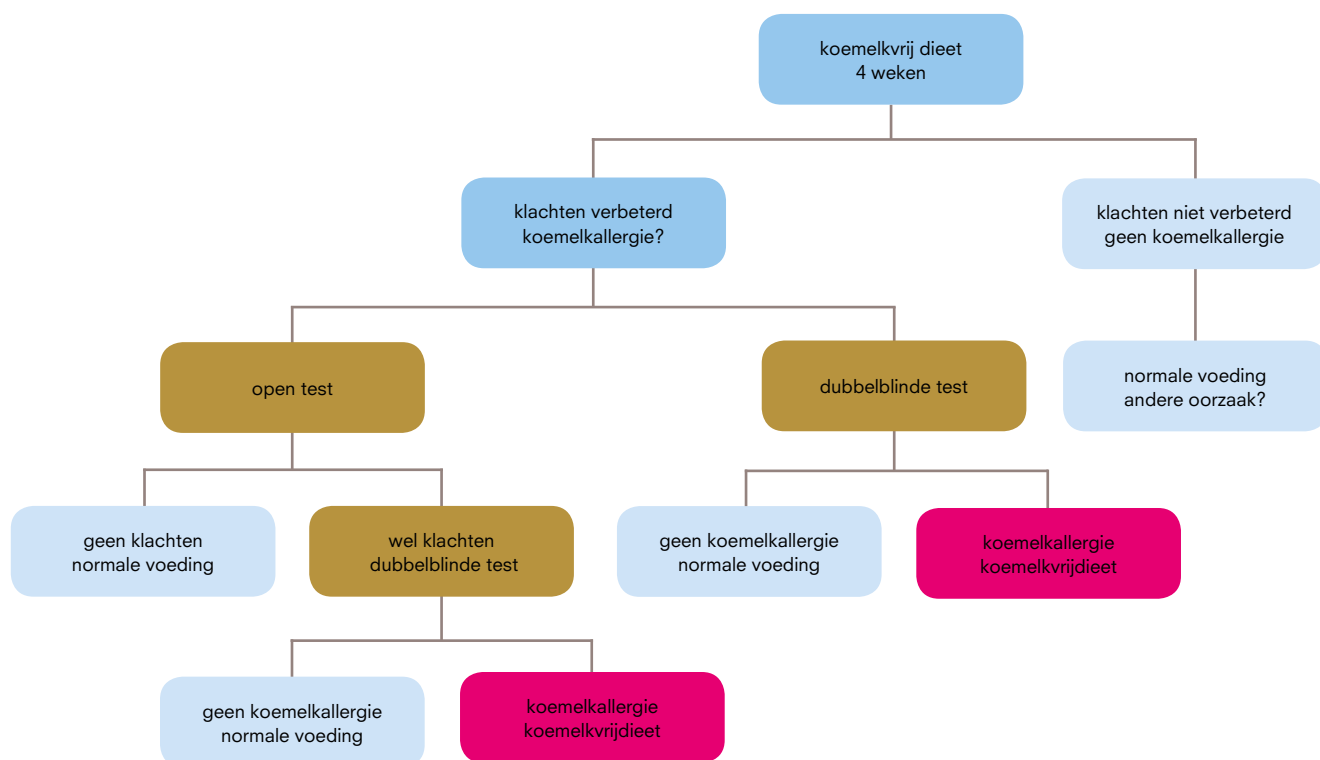 koemelkvrij dieet
4 weken
klachten verbeterd
koemelkallergie?
klachten niet verbeterd
geen koemelkallergie
open test
dubbelblinde test
normale voeding
andere oorzaak?
geen klachten
normale voeding
wel klachten
dubbelblinde test
geen koemelkallergie
normale voeding
koemelkallergie
koemelkvrijdieet
geen koemelkallergie
normale voeding
koemelkallergie
koemelkvrijdieet